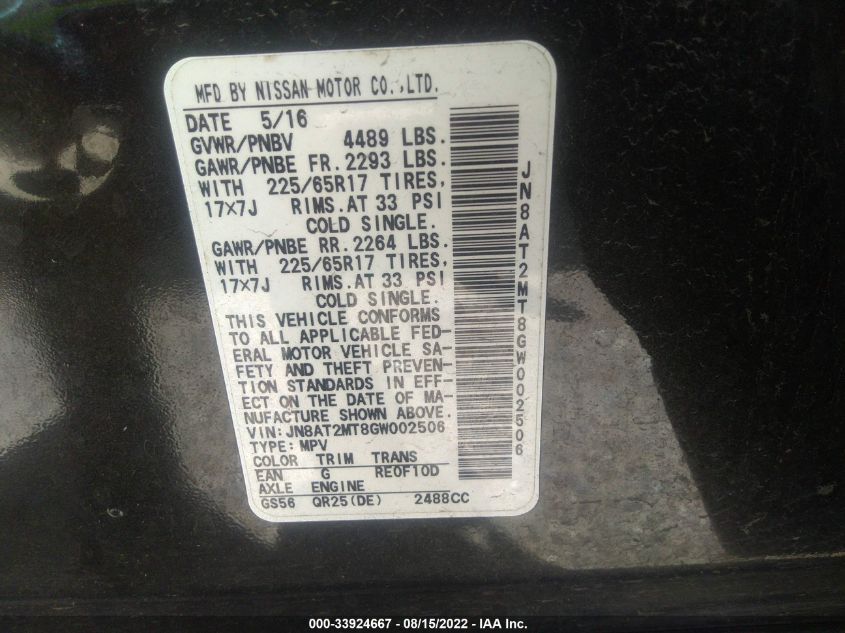 MFD BY NISSAN MOTOR CO.,LTD.
DATE 5/16
GVWR/PNBV 4489 LBS.
GAWR/PNBE FR. 2293 LBS.
WITH 225/65R17 TIRES,
17x7J RIMS.AT 33 PSI
COLD SINGLE.
GAWR/PNBE RR. 2264 LBS.
WITH 225/65R17 TIRES,
17x7J RIMS.AT 33 PSI
COLD SINGLE.
THIS VEHICLE CONFORMS
TO ALL APPLICABLE FED-
ERAL MOTOR VEHICLE SA-
FETY AND THEFT PREVEN-
TION STANDARDS IN EFF-
ECT ON THE DATE OF MA-
NUFACTURE SHOWN ABOVE.
VIN: JN8AT2MT8GW002506
TYPE: MPV
COLOR TRIM TRANS
EAN G RE0F10D
AXLE ENGINE
GS56 QR25(DE) 2488CC
JN8AT2MT8GW002506
000-33924667 - 08/15/2022 - IAA Inc.